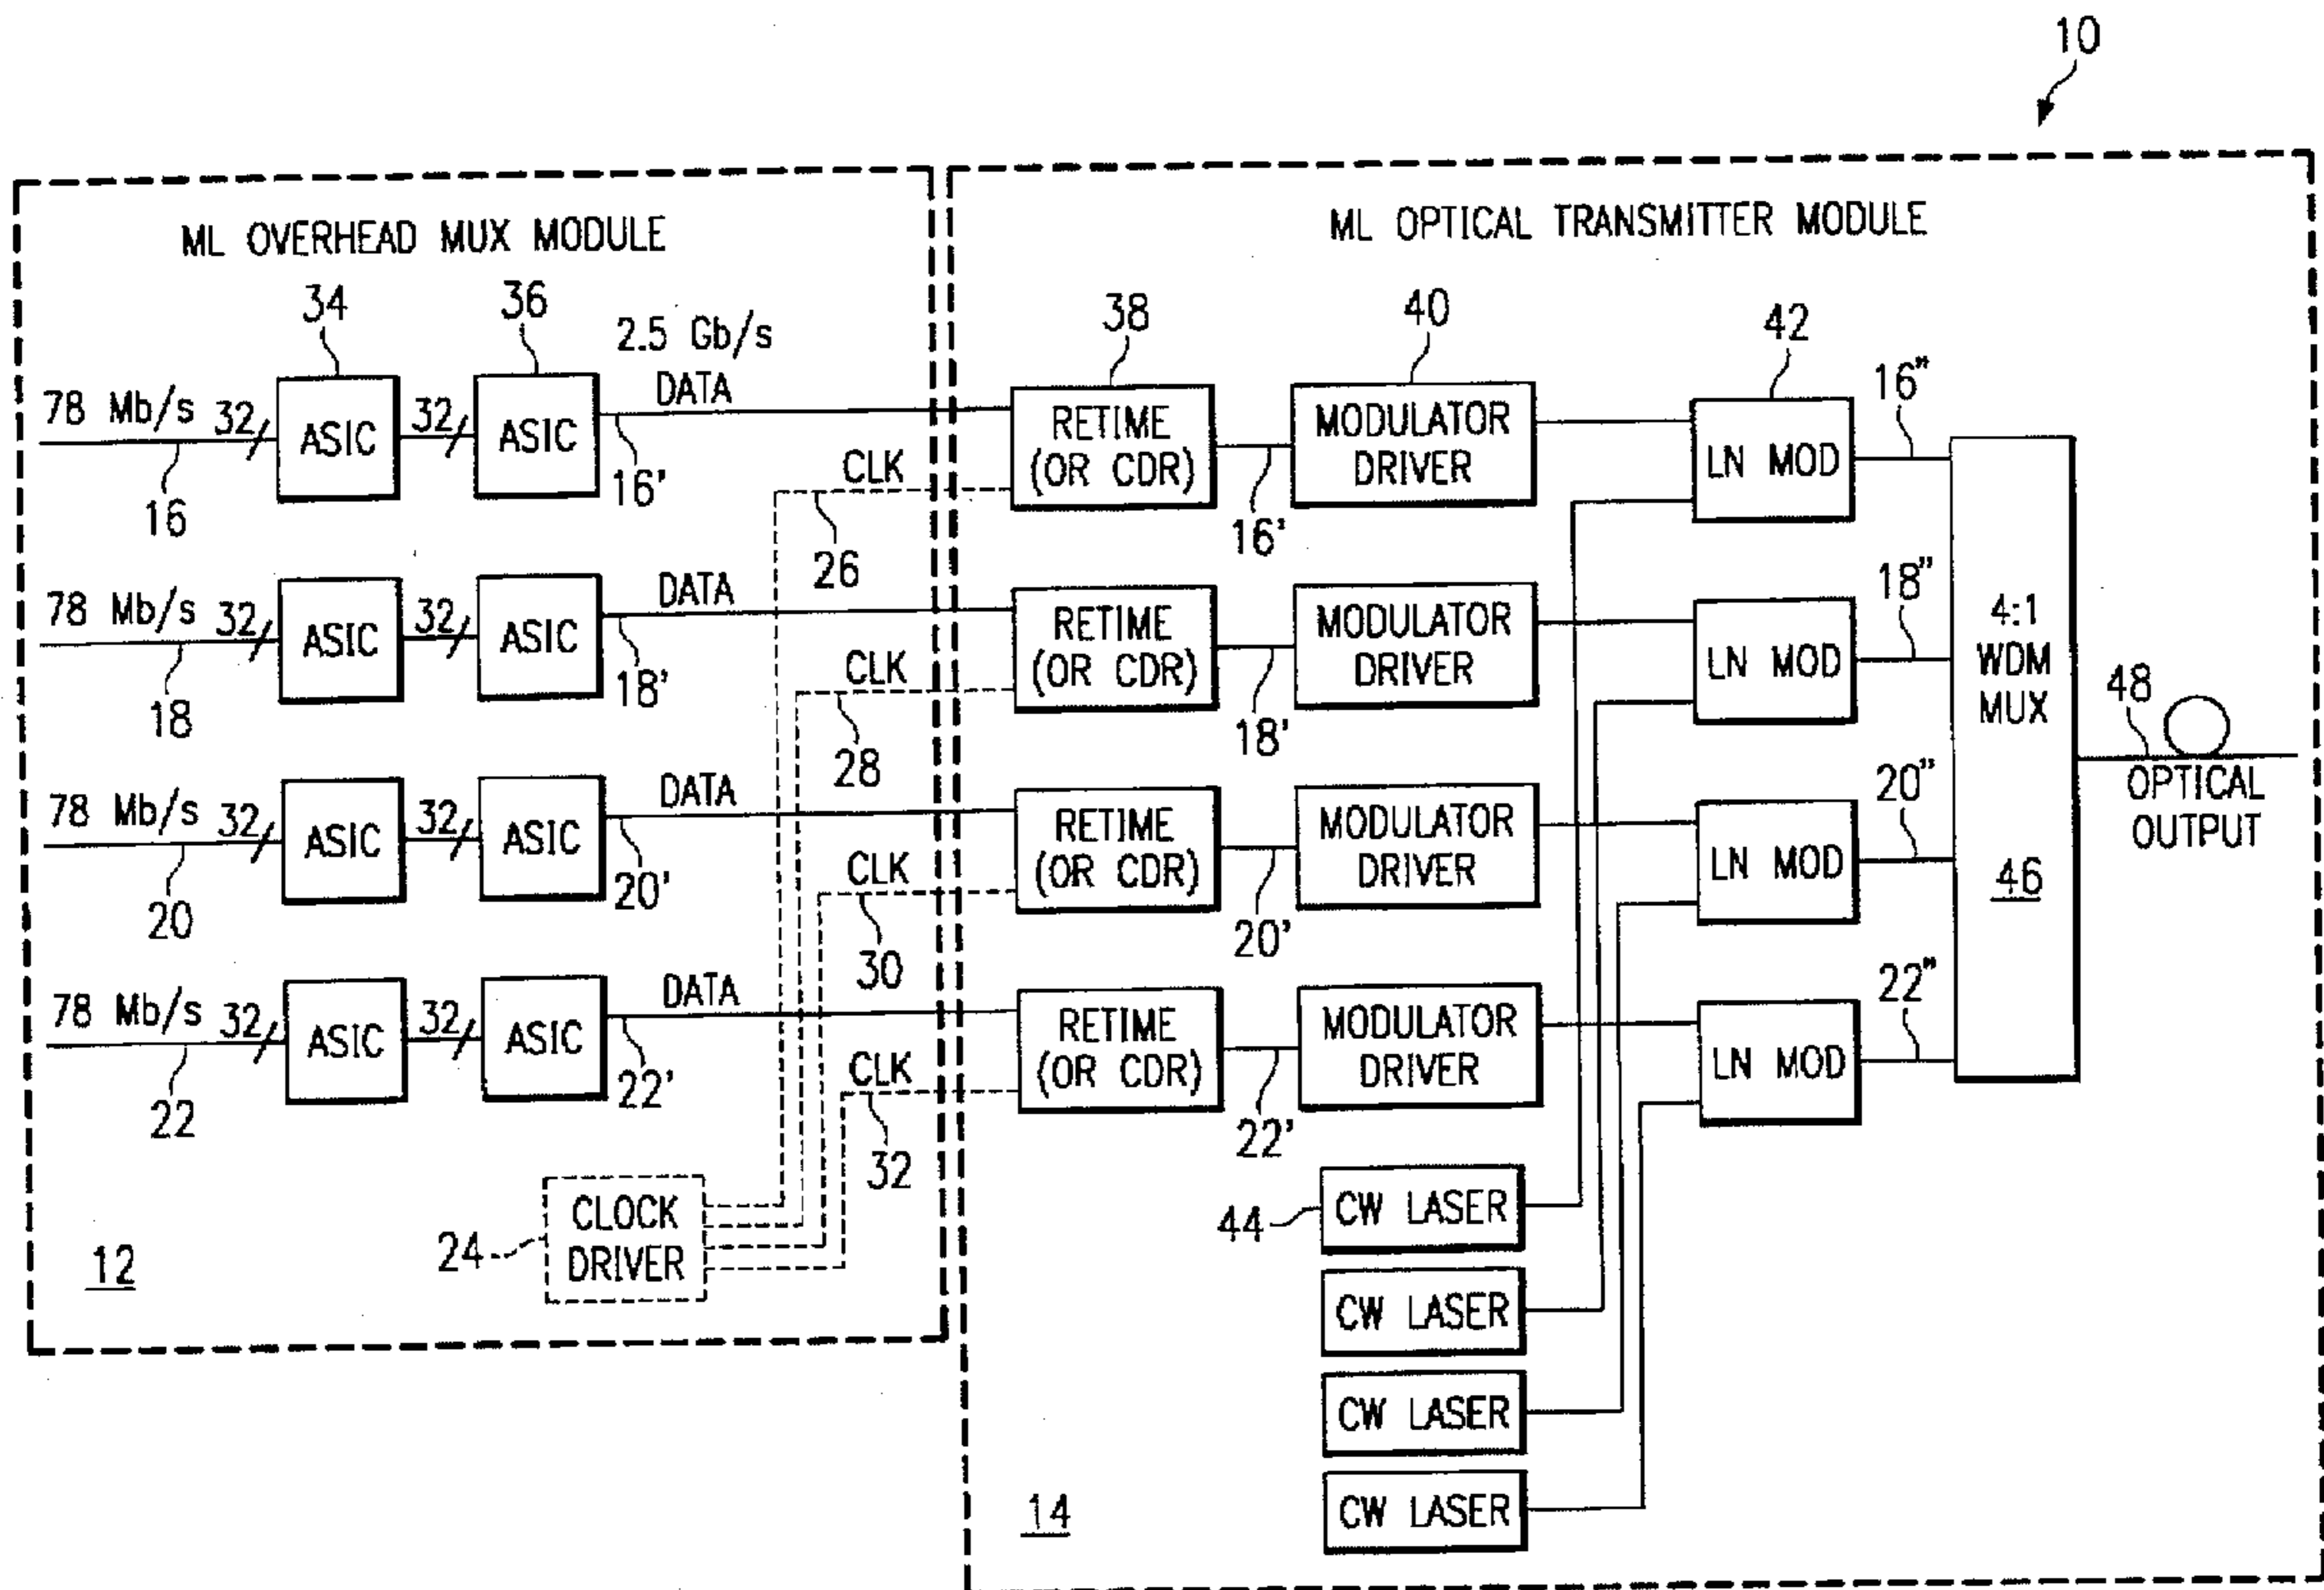 10
ML OVERHEAD MUX MODULE
ML OPTICAL TRANSMITTER MODULE
34
36
2.5 Gb/s
38
40
42
16"
78 Mb/s
32
ASIC
32
ASIC
DATA
16
16'
CLK
26
RETIME
(OR CDR)
16'
MODULATOR
DRIVER
LN MOD
78 Mb/s
32
ASIC
32
ASIC
DATA
18
18'
CLK
28
RETIME
(OR CDR)
18'
MODULATOR
DRIVER
LN MOD
18"
4:1
WDM
MUX
46
48
OPTICAL
OUTPUT
78 Mb/s
32
ASIC
32
ASIC
DATA
20
20'
CLK
30
RETIME
(OR CDR)
20'
MODULATOR
DRIVER
LN MOD
20"
78 Mb/s
32
ASIC
32
ASIC
DATA
22
22'
CLK
32
RETIME
(OR CDR)
22'
MODULATOR
DRIVER
LN MOD
22"
24
CLOCK
DRIVER
12
44
CW LASER
CW LASER
CW LASER
CW LASER
14